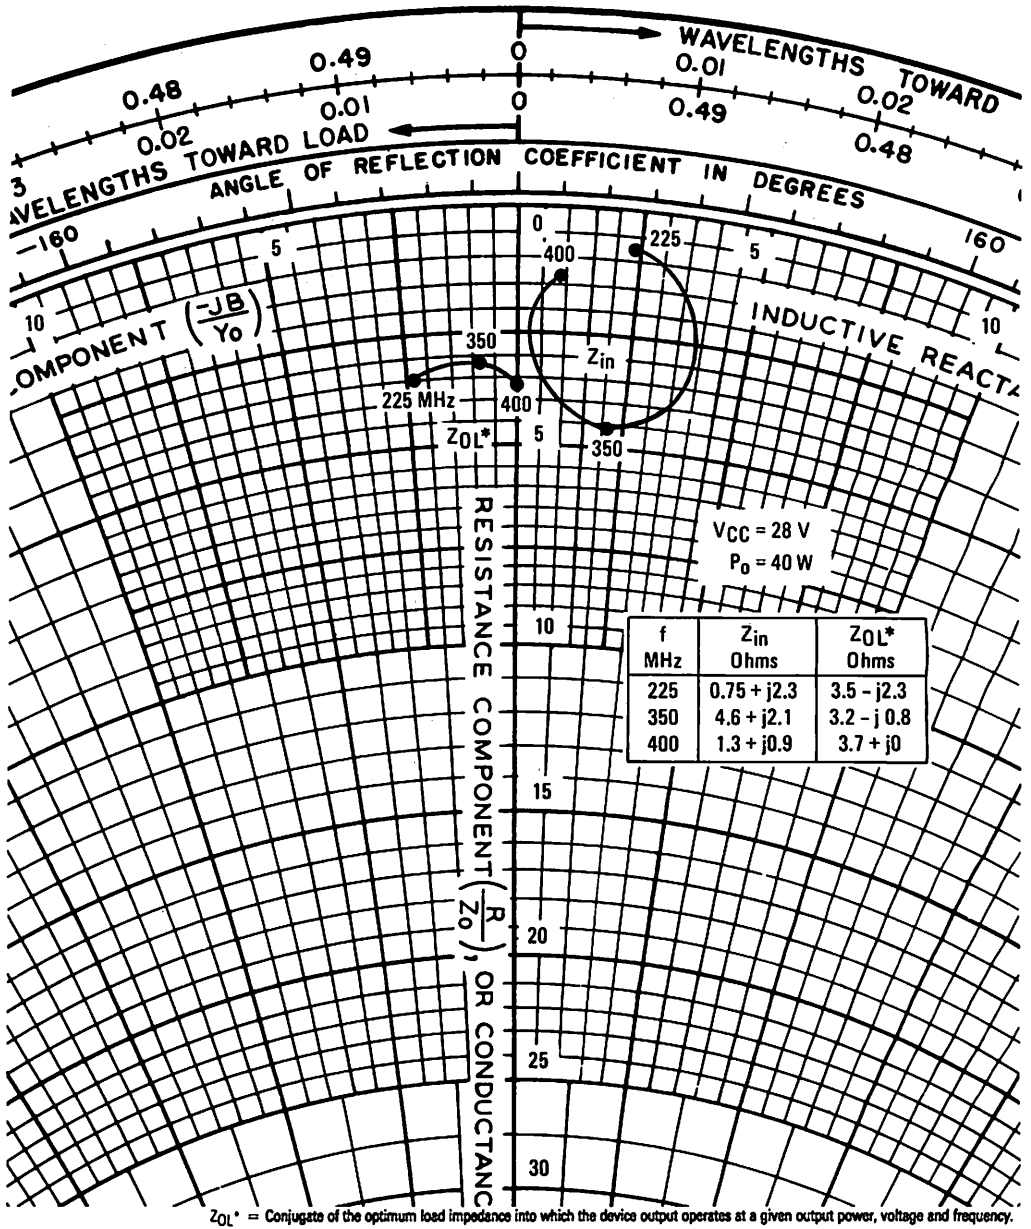 WAVELENGTHS TOWARD
0.48 0.49 0 0.01 0.02
3 0.02 0.01 0 0.49 0.48
AVELENGTHS TOWARD LOAD
ANGLE OF REFLECTION COEFFICIENT IN DEGREES
-160 160
5 0 225 5
400
10 10
OMPONENT (-JB/Yo)
INDUCTIVE REACTA
350
Zin
225 MHz 400
ZOL* 5 350
VCC = 28 V
Po = 40 W
10
f Zin ZOL*
MHz Ohms Ohms
225 0.75 + j2.3 3.5 - j2.3
350 4.6 + j2.1 3.2 - j 0.8
400 1.3 + j0.9 3.7 + j0
15
20
25
30
RESISTANCE COMPONENT (R/Zo), OR CONDUCTANC
ZOL* = Conjugate of the optimum load impedance into which the device output operates at a given output power, voltage and frequency.